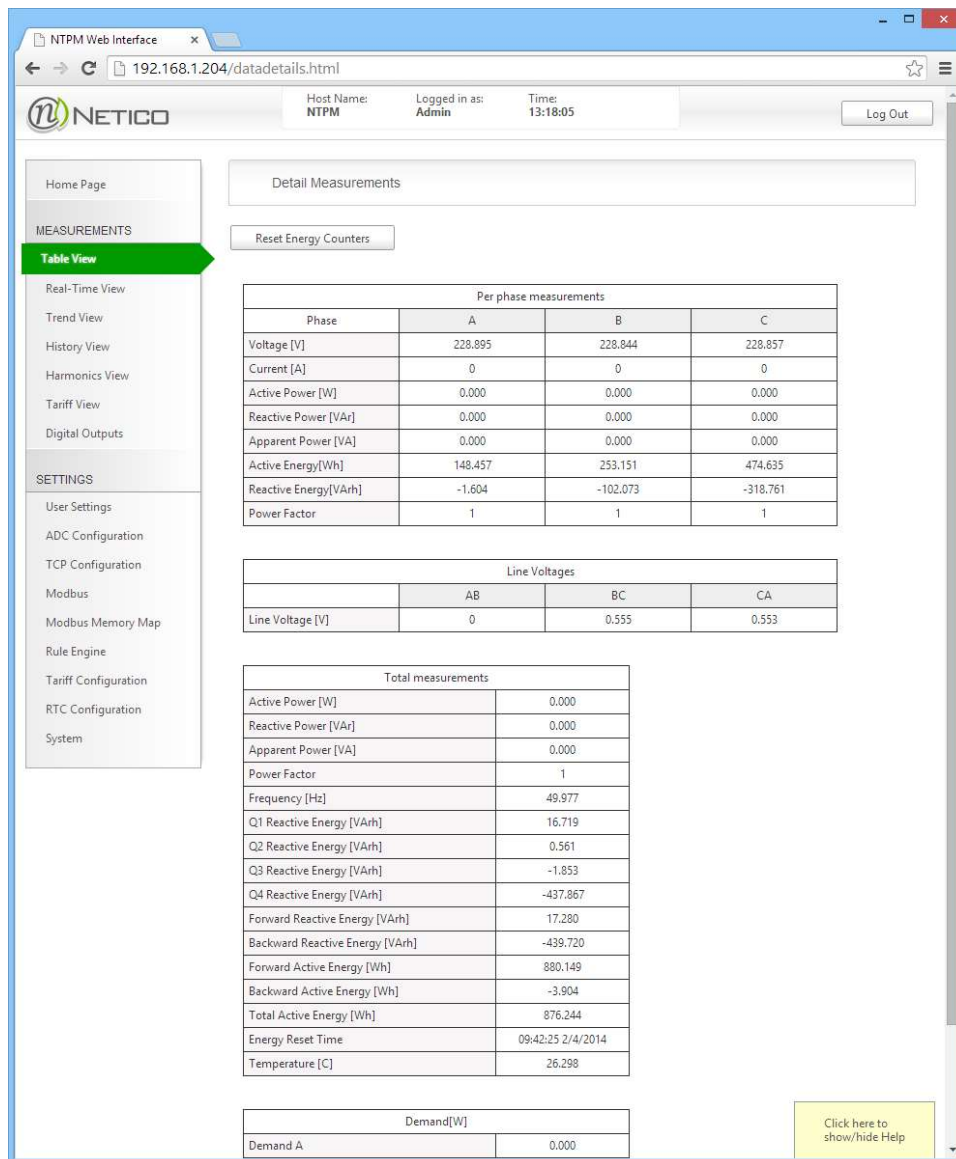 NTPM Web Interface
192.168.1.204/datadetails.html
NETICO
Host Name: Logged in as: Time:
NTPM Admin 13:18:05
Log Out
Home Page
MEASUREMENTS
Table View
Real-Time View
Trend View
History View
Harmonics View
Tariff View
Digital Outputs
SETTINGS
User Settings
ADC Configuration
TCP Configuration
Modbus
Modbus Memory Map
Rule Engine
Tariff Configuration
RTC Configuration
System
Detail Measurements
Reset Energy Counters
Per phase measurements
Phase A B C
Voltage [V] 228.895 228.844 228.857
Current [A] 0 0 0
Active Power [W] 0.000 0.000 0.000
Reactive Power [VAr] 0.000 0.000 0.000
Apparent Power [VA] 0.000 0.000 0.000
Active Energy[Wh] 148.457 253.151 474.635
Reactive Energy[VArh] -1.604 -102.073 -318.761
Power Factor 1 1 1
Line Voltages
AB BC CA
Line Voltage [V] 0 0.555 0.553
Total measurements
Active Power [W] 0.000
Reactive Power [VAr] 0.000
Apparent Power [VA] 0.000
Power Factor 1
Frequency [Hz] 49.977
Q1 Reactive Energy [VArh] 16.719
Q2 Reactive Energy [VArh] 0.561
Q3 Reactive Energy [VArh] -1.853
Q4 Reactive Energy [VArh] -437.867
Forward Reactive Energy [VArh] 17.280
Backward Reactive Energy [VArh] -439.720
Forward Active Energy [Wh] 880.149
Backward Active Energy [Wh] -3.904
Total Active Energy [Wh] 876.244
Energy Reset Time 09:42:25 2/4/2014
Temperature [C] 26.298
Demand[W]
Demand A 0.000
Click here to
show/hide Help